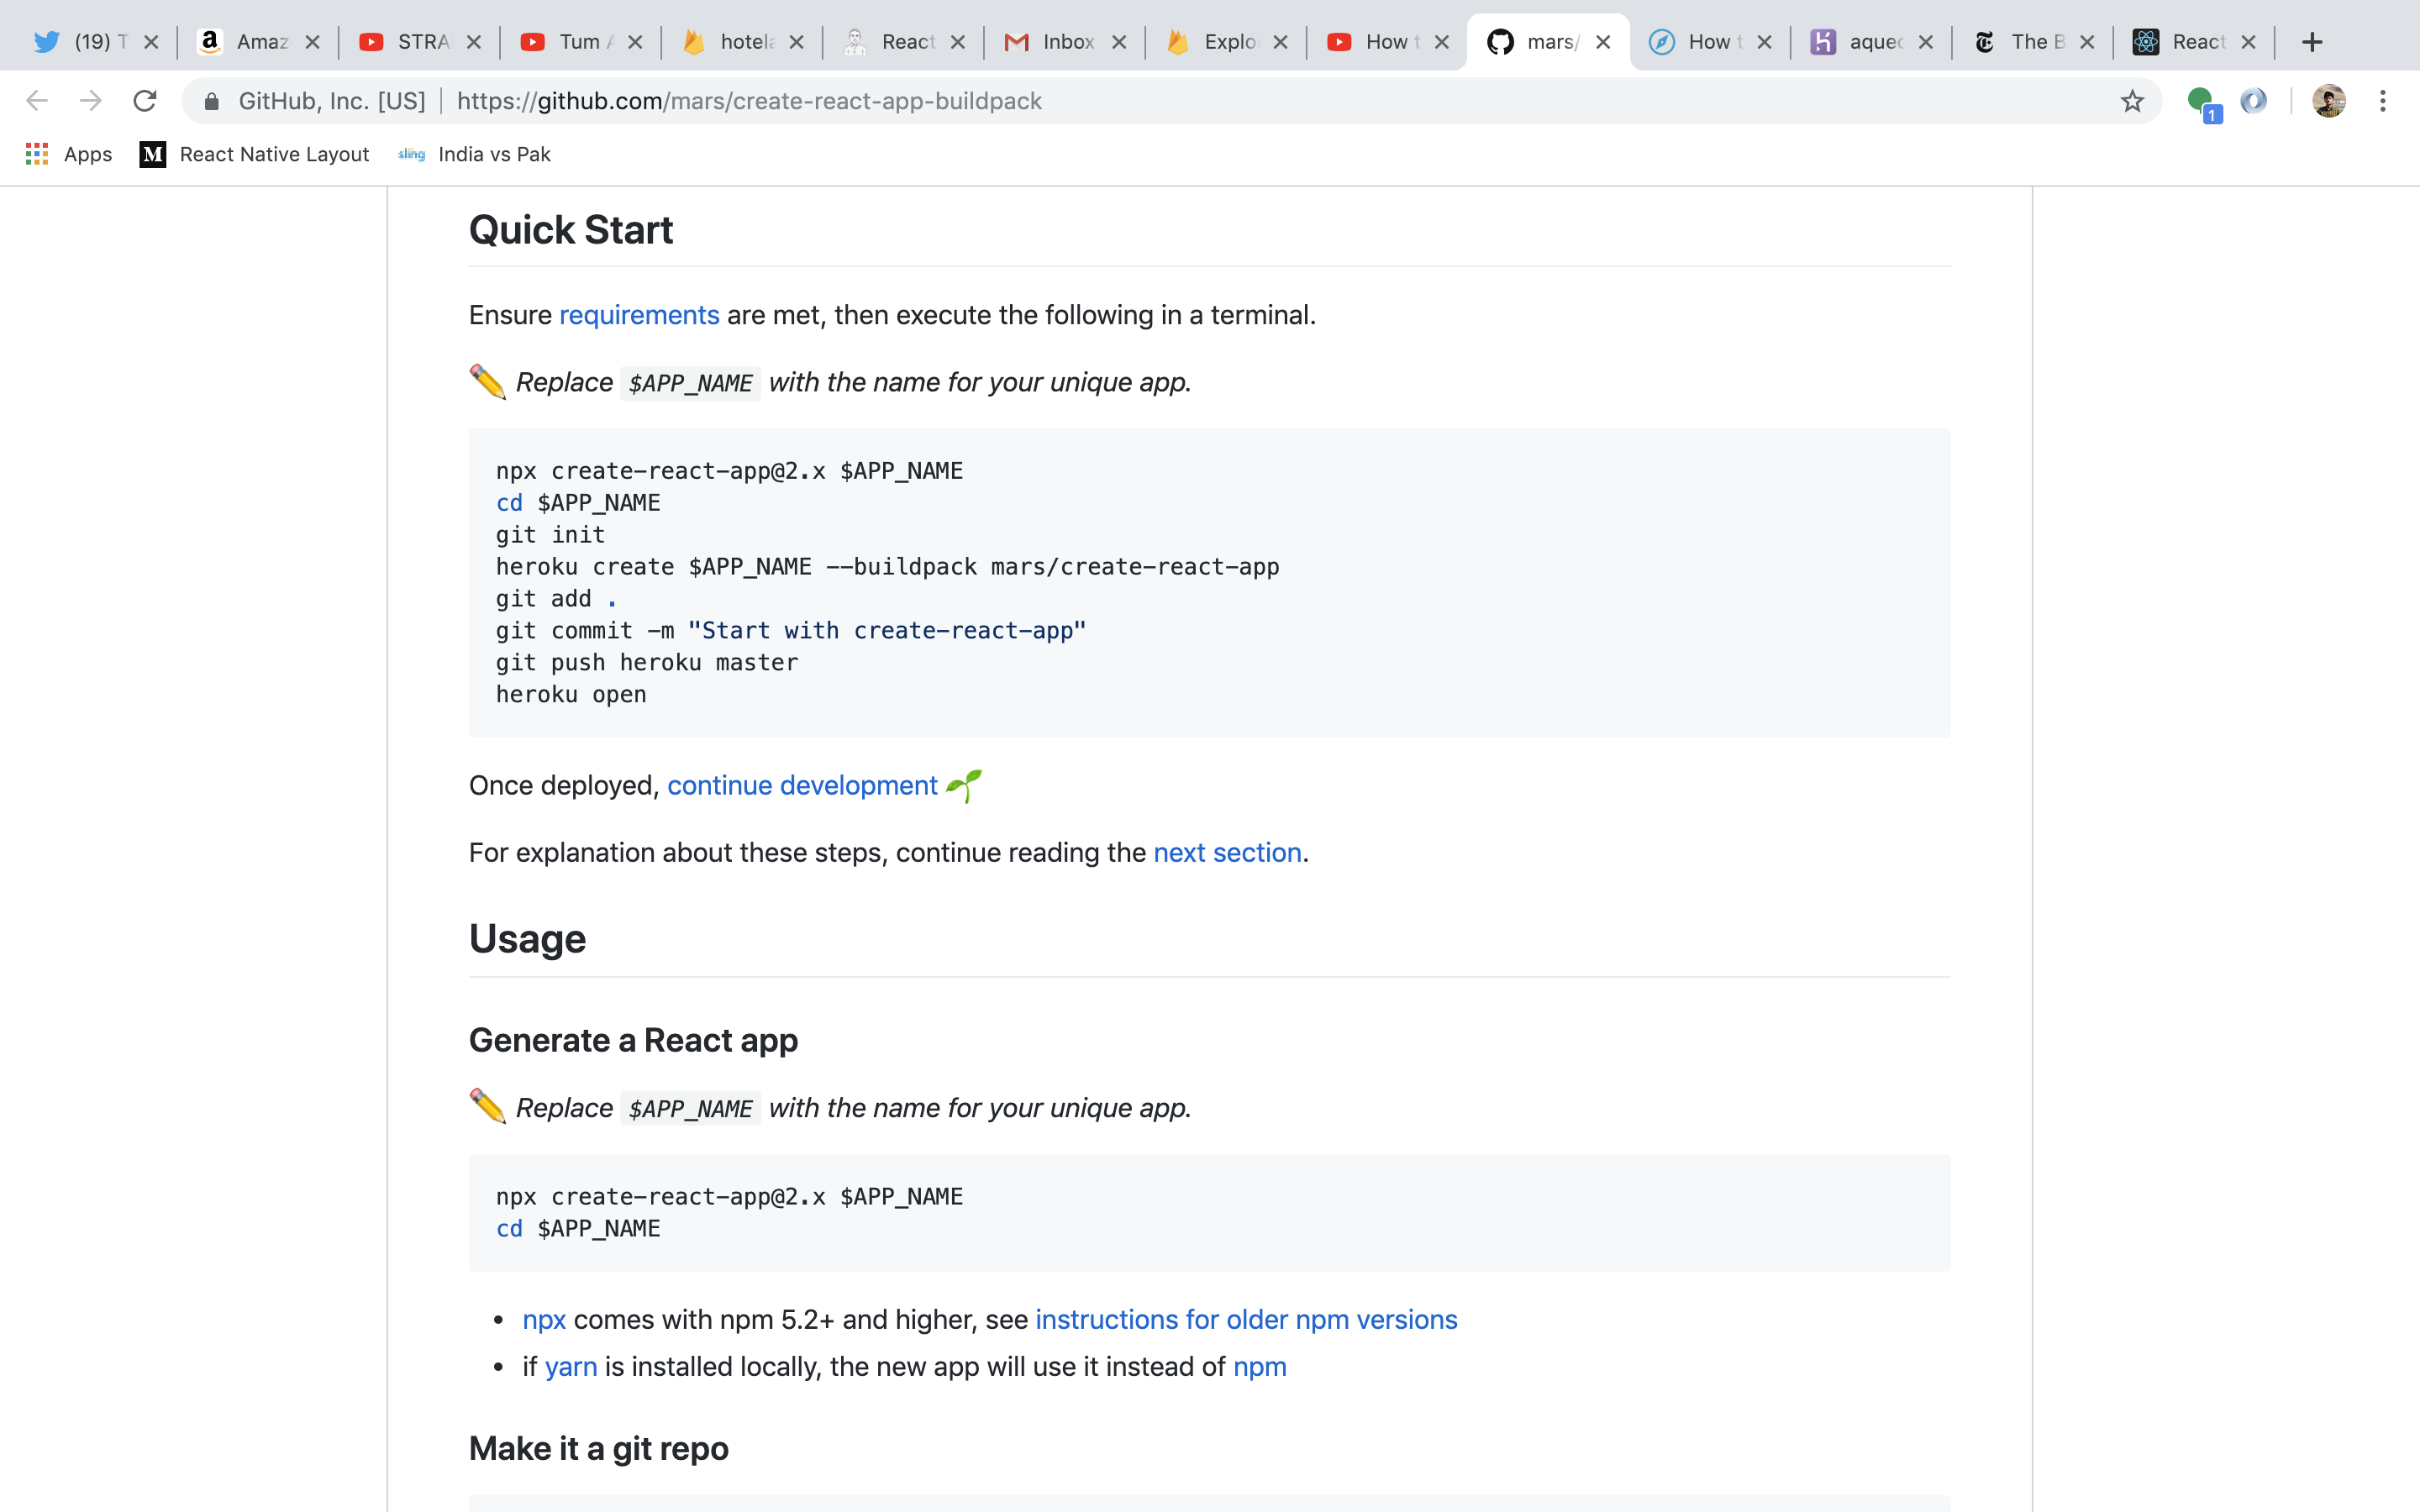 (19) T
Amaz
STRA
Tum
hotela
React
Inbox
Explo
How t
mars/
How t
aquec
The B
React
GitHub, Inc. [US] https://github.com/mars/create-react-app-buildpack
1
Apps
React Native Layout
sling India vs Pak
Quick Start
Ensure requirements are met, then execute the following in a terminal.
✏️ Replace $APP_NAME with the name for your unique app.
npx create-react-app@2.x $APP_NAME
cd $APP_NAME
git init
heroku create $APP_NAME --buildpack mars/create-react-app
git add .
git commit -m "Start with create-react-app"
git push heroku master
heroku open
Once deployed, continue development 🌱
For explanation about these steps, continue reading the next section.
Usage
Generate a React app
✏️ Replace $APP_NAME with the name for your unique app.
npx create-react-app@2.x $APP_NAME
cd $APP_NAME
• npx comes with npm 5.2+ and higher, see instructions for older npm versions
• if yarn is installed locally, the new app will use it instead of npm
Make it a git repo